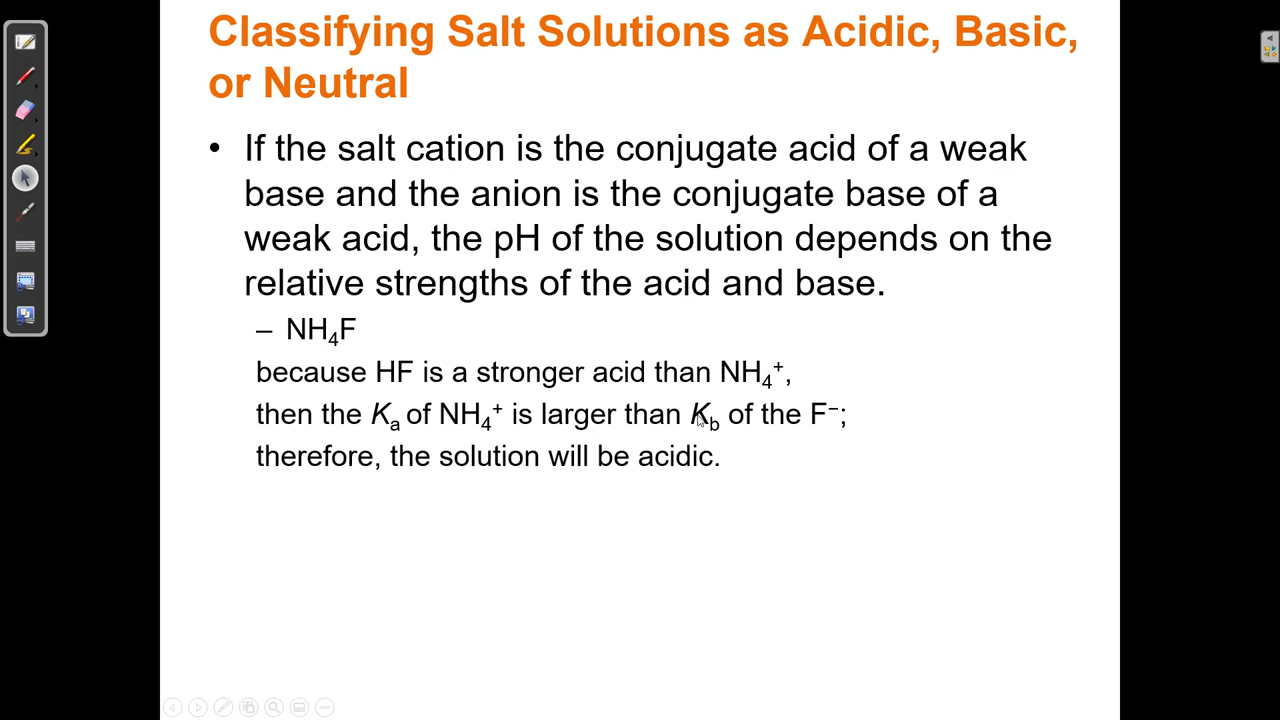 Classifying Salt Solutions as Acidic, Basic,
or Neutral
• If the salt cation is the conjugate acid of a weak
base and the anion is the conjugate base of a
weak acid, the pH of the solution depends on the
relative strengths of the acid and base.
– NH₄F
because HF is a stronger acid than NH₄⁺,
then the Kₐ of NH₄⁺ is larger than K_b of the F⁻;
therefore, the solution will be acidic.